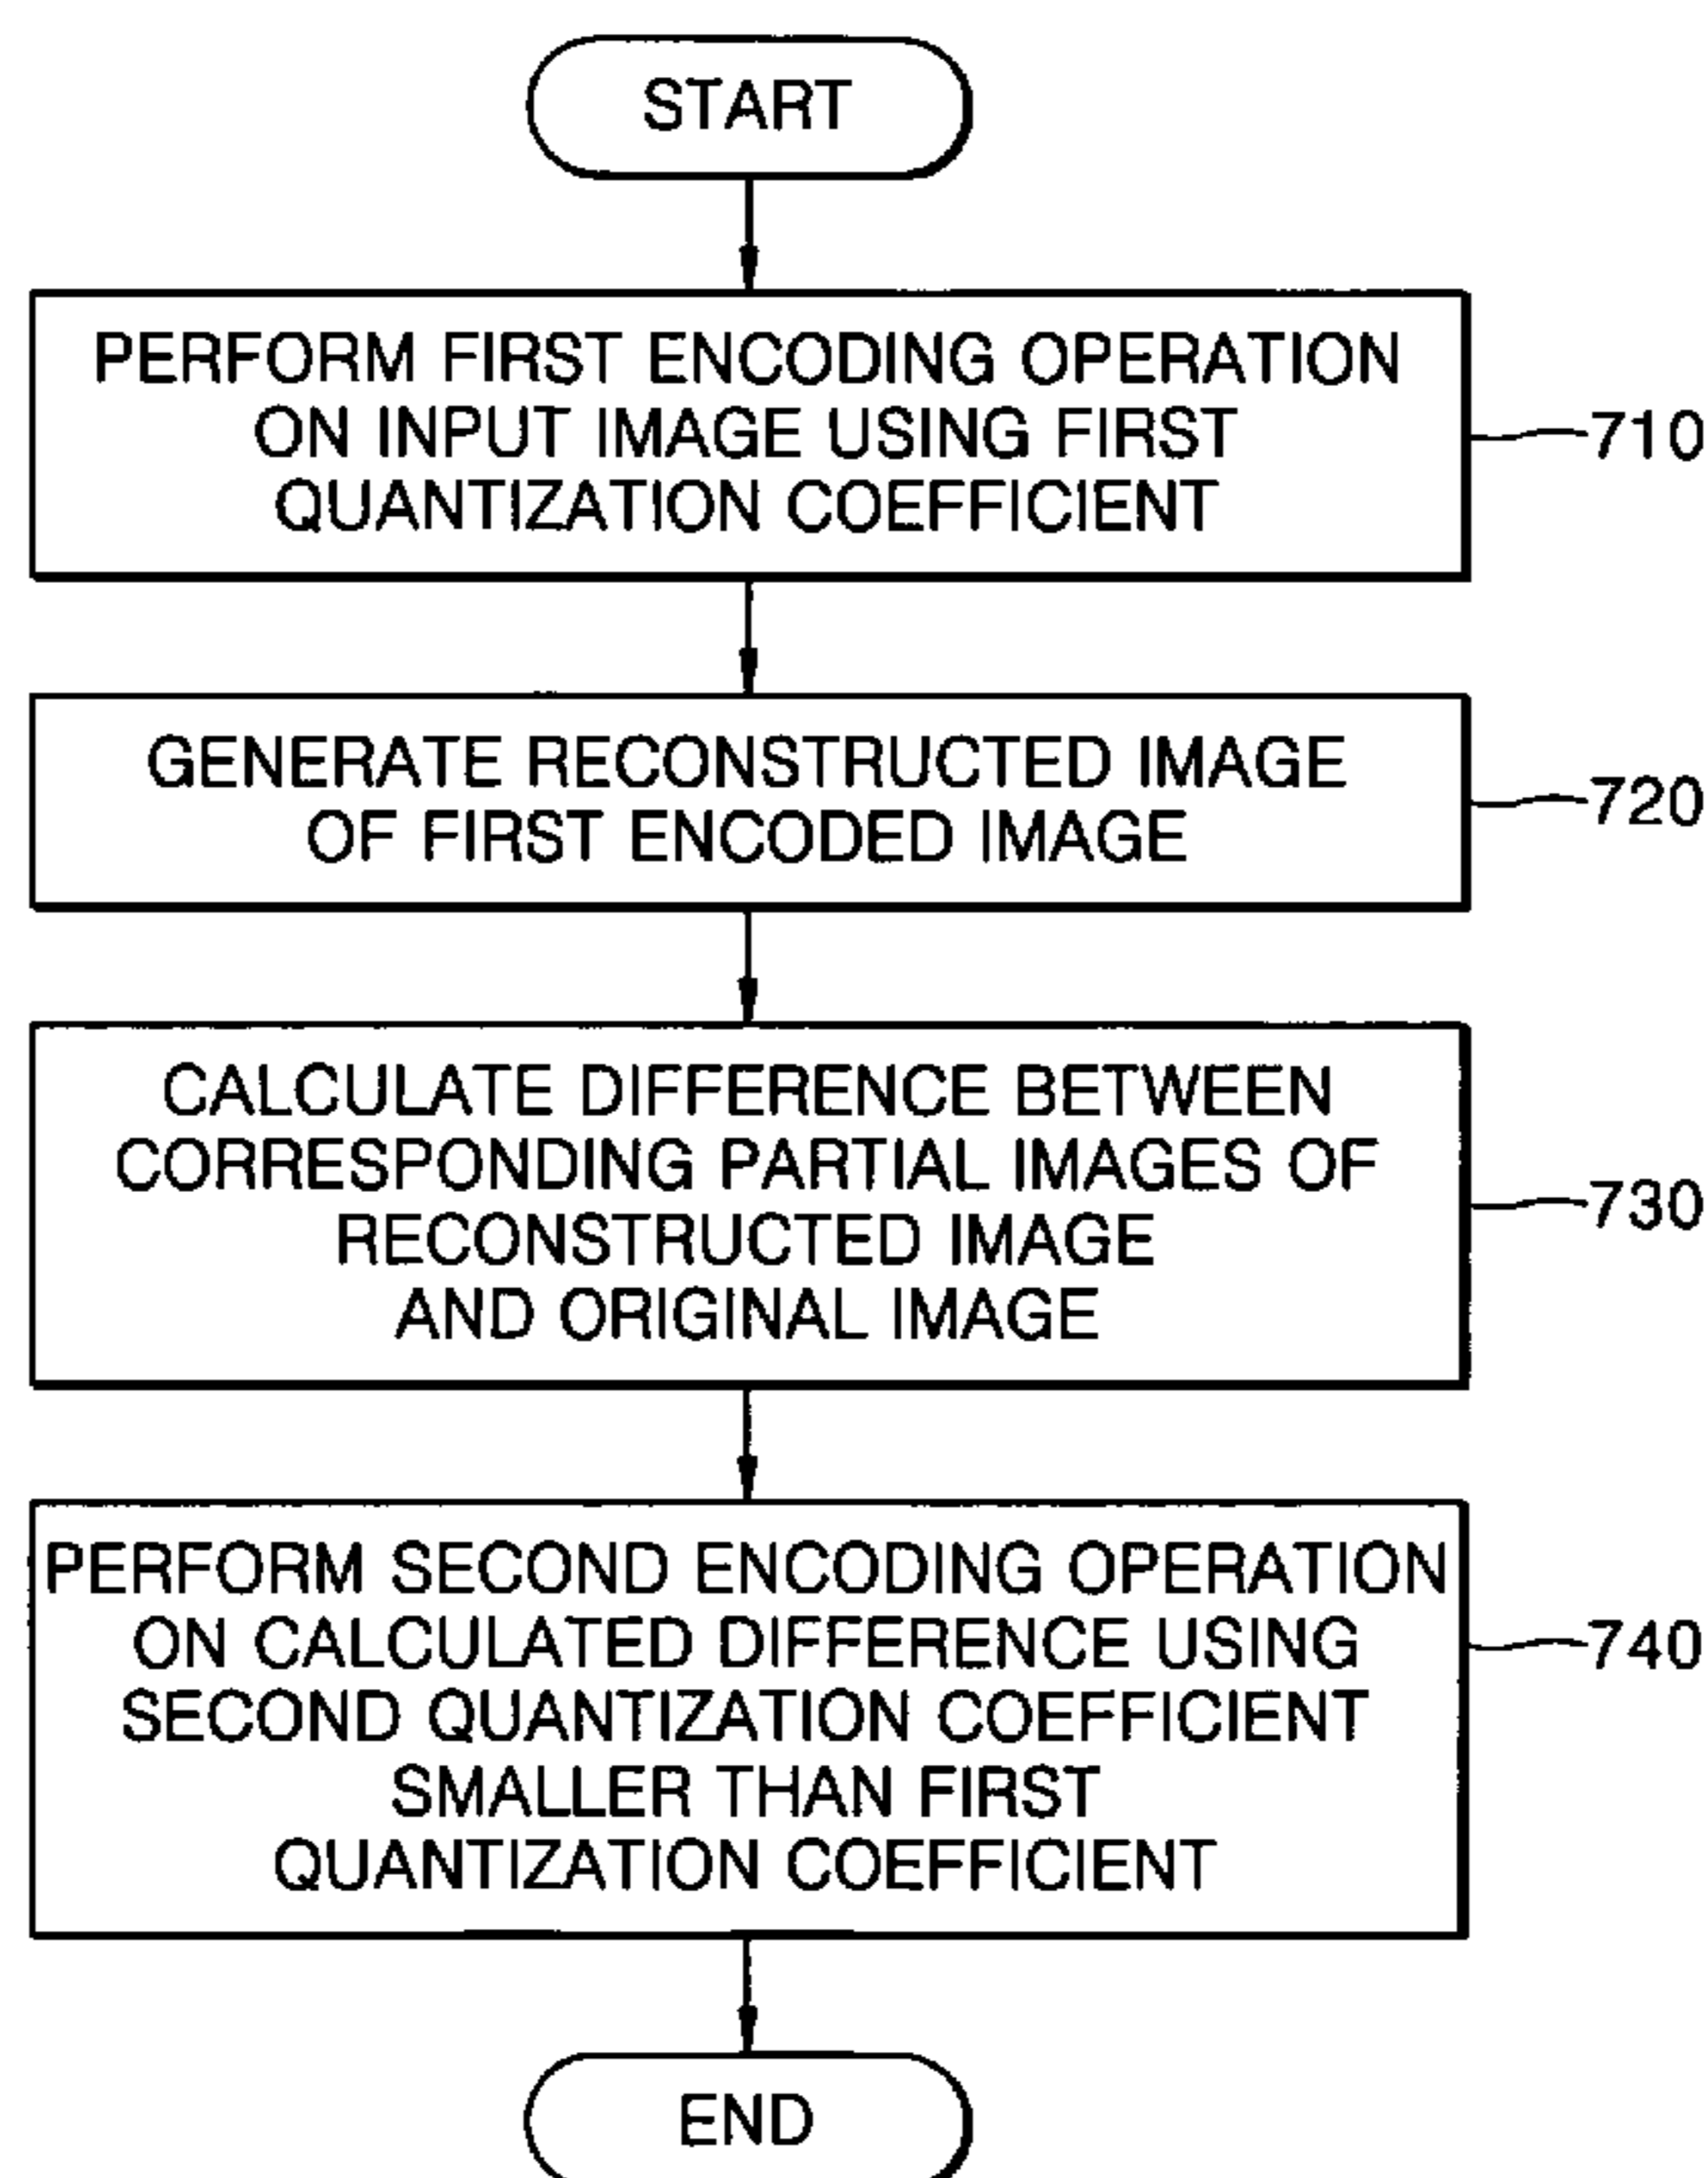 START
PERFORM FIRST ENCODING OPERATION
ON INPUT IMAGE USING FIRST
QUANTIZATION COEFFICIENT
710
GENERATE RECONSTRUCTED IMAGE
OF FIRST ENCODED IMAGE
720
CALCULATE DIFFERENCE BETWEEN
CORRESPONDING PARTIAL IMAGES OF
RECONSTRUCTED IMAGE
AND ORIGINAL IMAGE
730
PERFORM SECOND ENCODING OPERATION
ON CALCULATED DIFFERENCE USING
SECOND QUANTIZATION COEFFICIENT
SMALLER THAN FIRST
QUANTIZATION COEFFICIENT
740
END